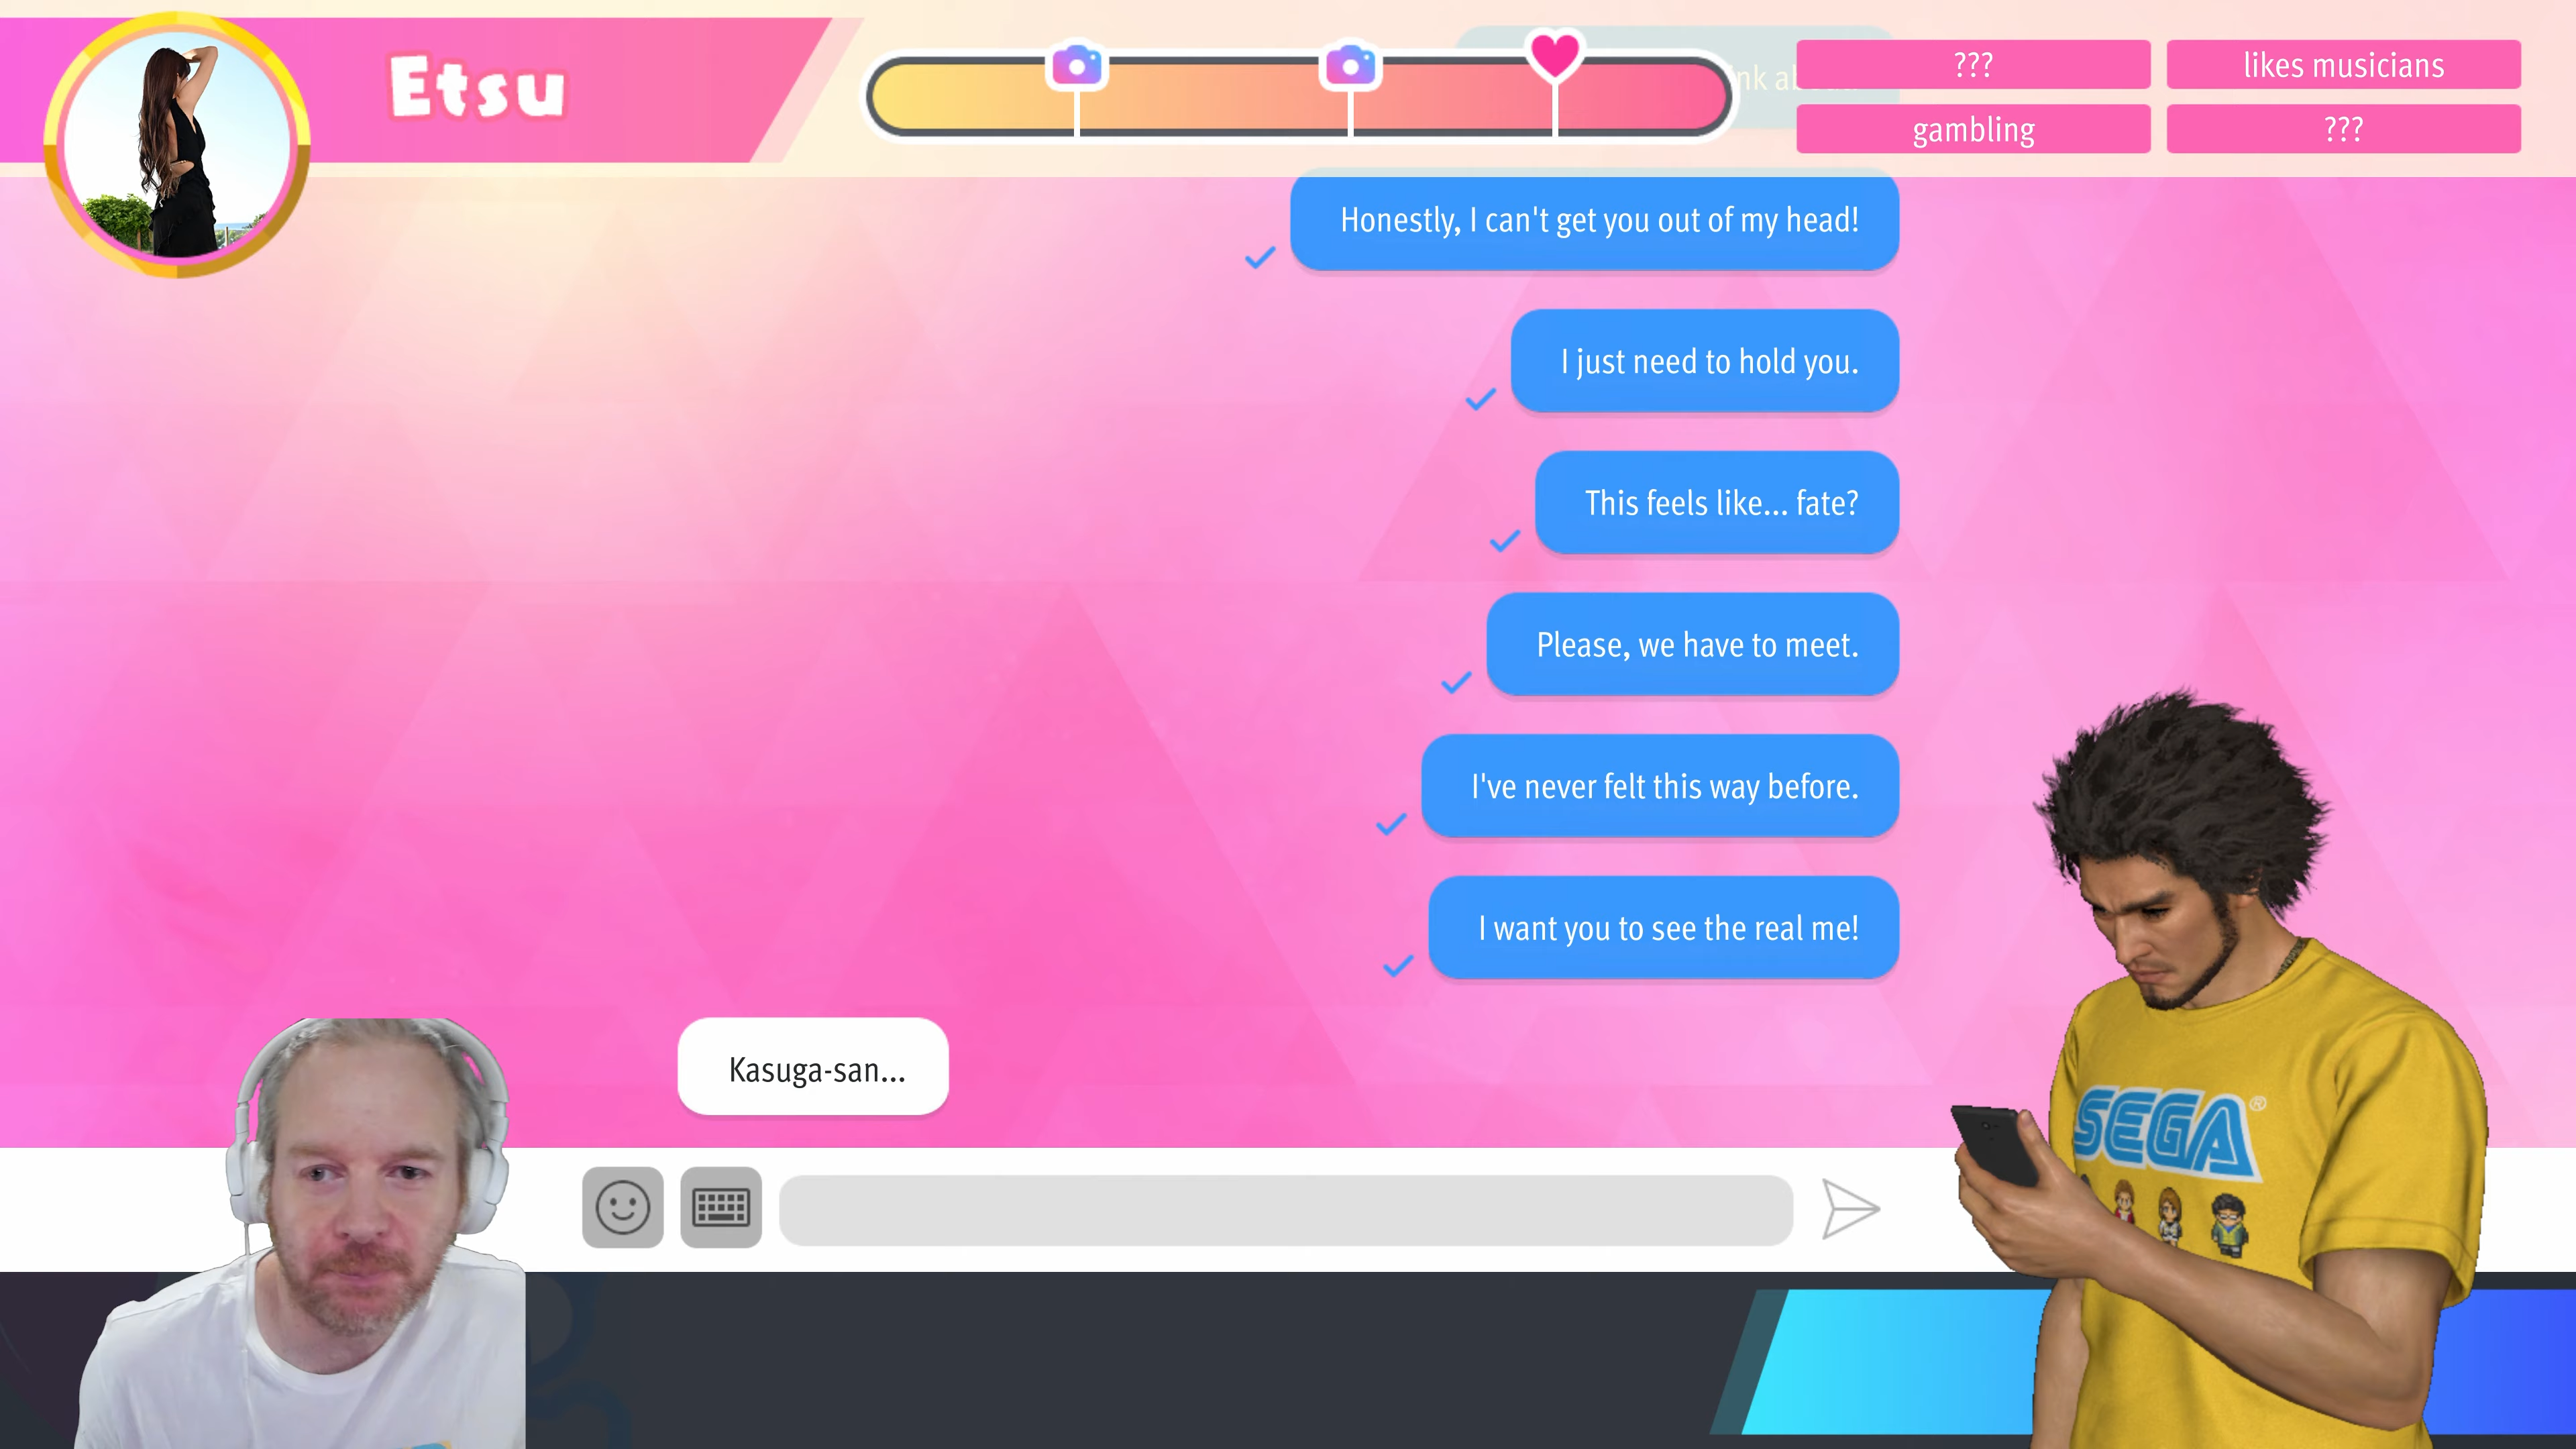 Etsu
???
likes musicians
gambling
???
Honestly, I can't get you out of my head!
I just need to hold you.
This feels like... fate?
Please, we have to meet.
I've never felt this way before.
I want you to see the real me!
Kasuga-san...
SEGA®